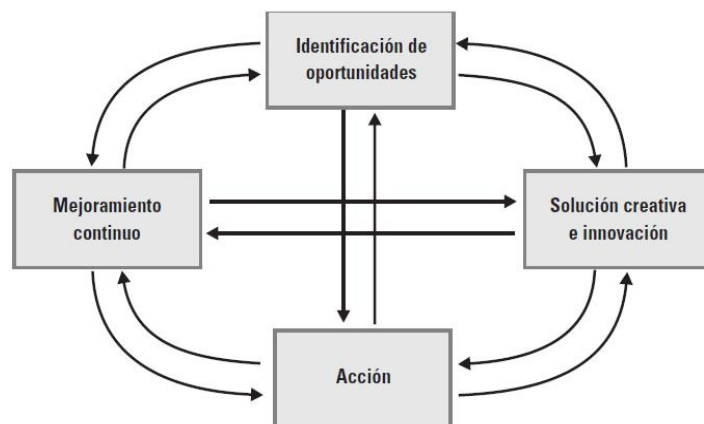 Identificación de
oportunidades
Mejoramiento
continuo
Solución creativa
e innovación
Acción